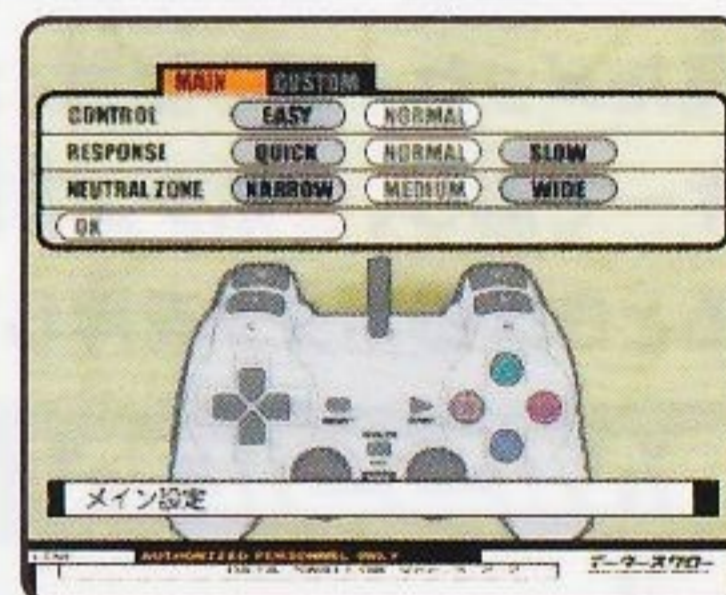 MAIN CUSTOM
CONTROL EASY NORMAL
RESPONSE QUICK NORMAL SLOW
NEUTRAL ZONE NARROW MEDIUM WIDE
OK
メイン設定
AUTHORIZED PERSONNEL ONLY
データースワロー